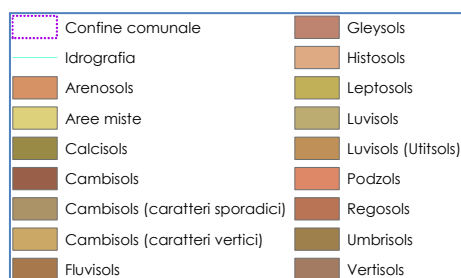 Confine comunale
Idrografia
Arenosols
Aree miste
Calcisols
Cambisols
Cambisols (caratteri sporadici)
Cambisols (caratteri vertici)
Fluvisols
Gleysols
Histosols
Leptosols
Luvisols
Luvisols (Utitsols)
Podzols
Regosols
Umbrisols
Vertisols